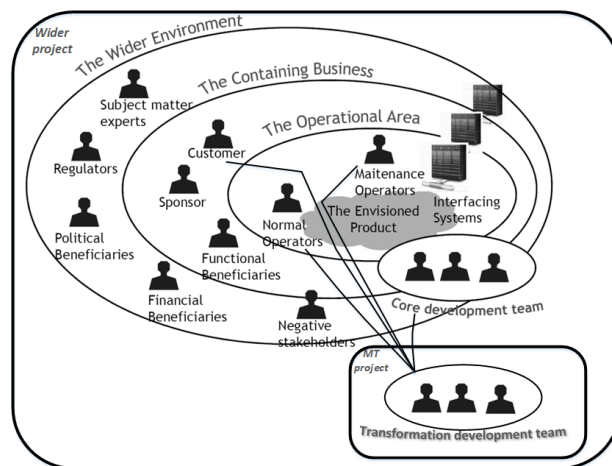 Wider
project
The Wider Environment
The Containing Business
The Operational Area
Subject matter
experts
Customer
Regulators
Maitenance
Operators
Sponsor
Interfacing
Systems
The Envisioned
Product
Normal
Operators
Political
Beneficiaries
Functional
Beneficiaries
Financial
Beneficiaries
Negative
stakeholders
Core development team
MT
project
Transformation development team